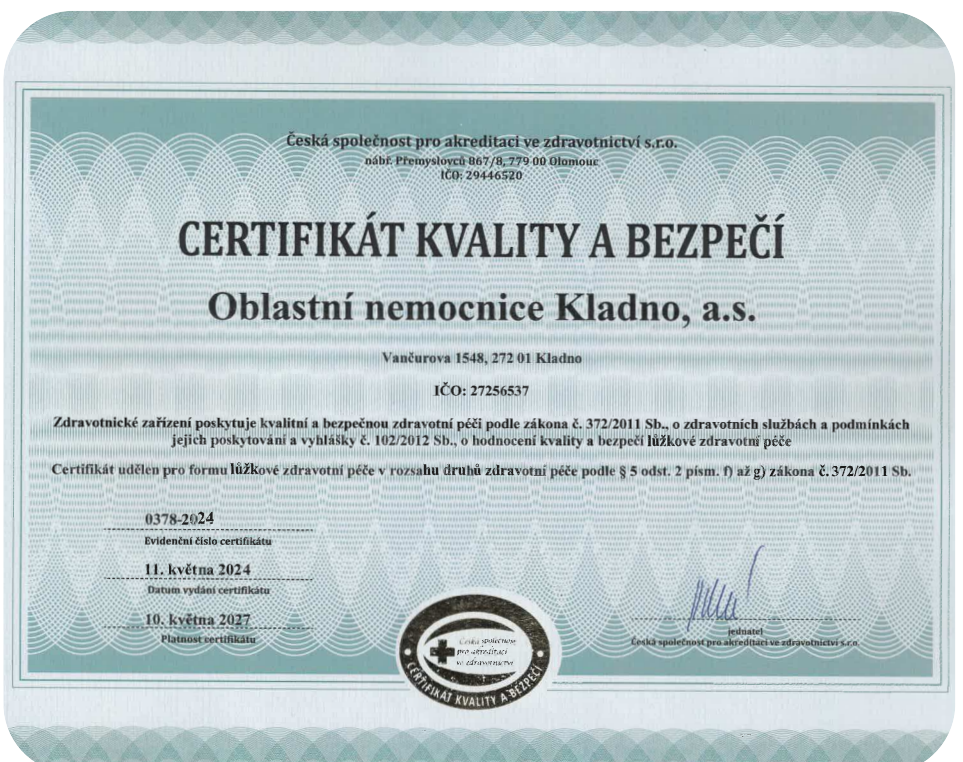 Česká společnost pro akreditaci ve zdravotnictví s.r.o.
nábř. Přemyslovců 867/8, 779 00 Olomouc
IČO: 29446520
CERTIFIKÁT KVALITY A BEZPEČÍ
Oblastní nemocnice Kladno, a.s.
Vančurova 1548, 272 01 Kladno
IČO: 27256537
Zdravotnické zařízení poskytuje kvalitní a bezpečnou zdravotní péči podle zákona č. 372/2011 Sb., o zdravotních službách a podmínkách
jejich poskytování a vyhlášky č. 102/2012 Sb., o hodnocení kvality a bezpečí lůžkové zdravotní péče
Certifikát udělen pro formu lůžkové zdravotní péče v rozsahu druhů zdravotní péče podle § 5 odst. 2 písm. f) až g) zákona č. 372/2011 Sb.
0378-2024
Evidenční číslo certifikátu
11. května 2024
Datum vydání certifikátu
10. května 2027
Platnost certifikátu
jednatel
Česká společnost pro akreditaci ve zdravotnictví s.r.o.
Česká společnost
pro akreditaci
ve zdravotnictví
CERTIFIKÁT KVALITY A BEZPEČÍ